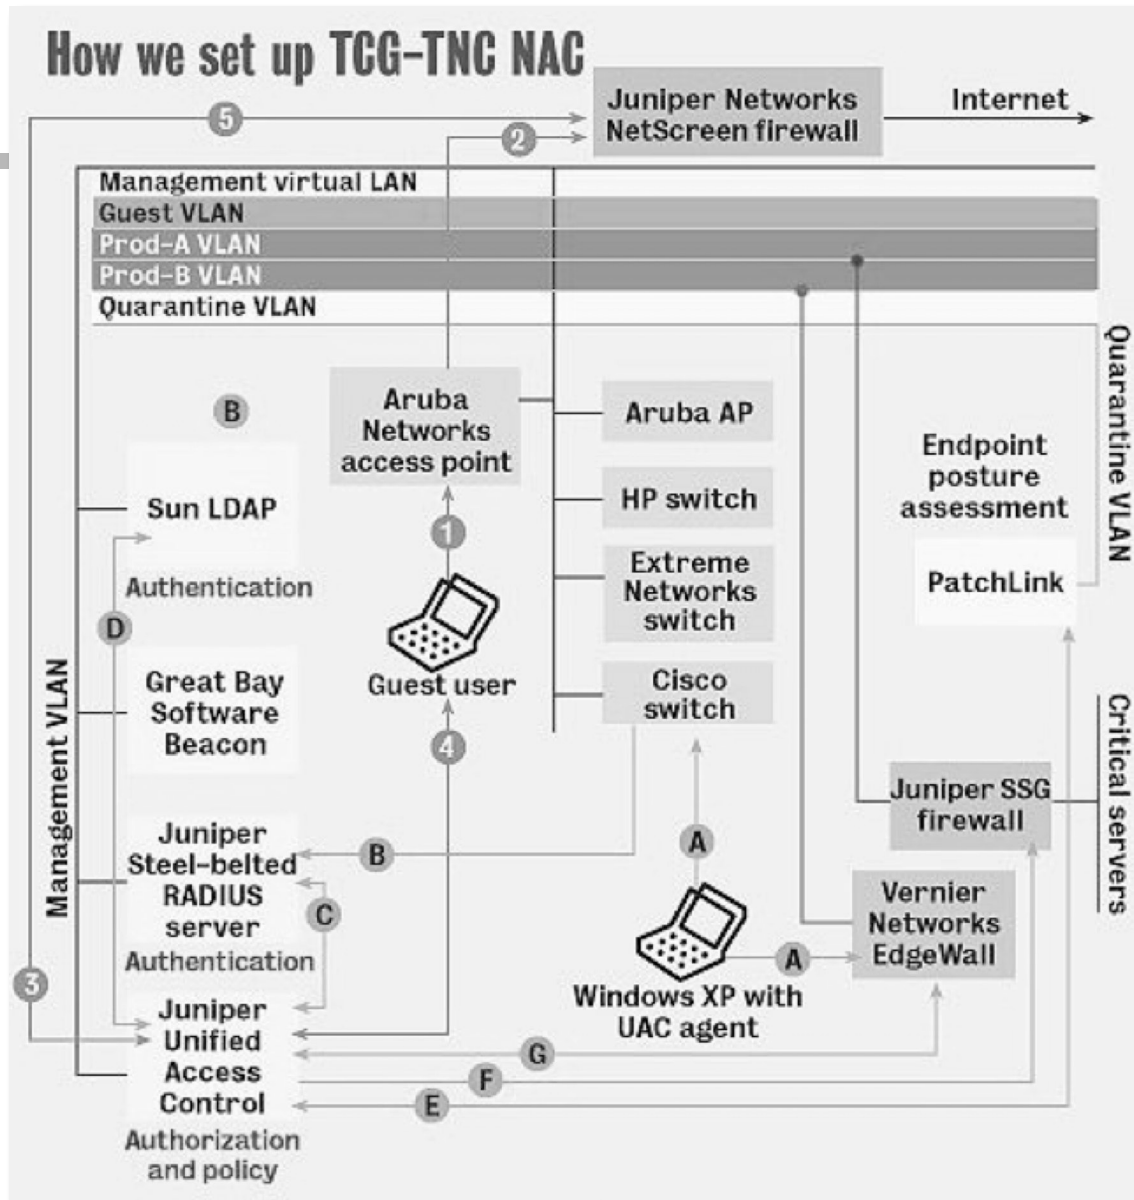 How we set up TCG-TNC NAC
5
2
Juniper Networks
NetScreen firewall
Internet
Management virtual LAN
Guest VLAN
Prod-A VLAN
Prod-B VLAN
Quarantine VLAN
B
Sun LDAP
Authentication
D
Great Bay
Software
Beacon
Management VLAN
Juniper
Steel-belted
RADIUS
server
Authentication
3
Juniper
Unified
Access
Control
Authorization
and policy
Aruba
Networks
access point
1
Guest user
4
B
C
Aruba AP
HP switch
Extreme
Networks
switch
Cisco
switch
A
A
Windows XP with
UAC agent
G
F
E
Endpoint
posture
assessment
PatchLink
Quarantine VLAN
Juniper SSG
firewall
Critical servers
Vernier
Networks
EdgeWall